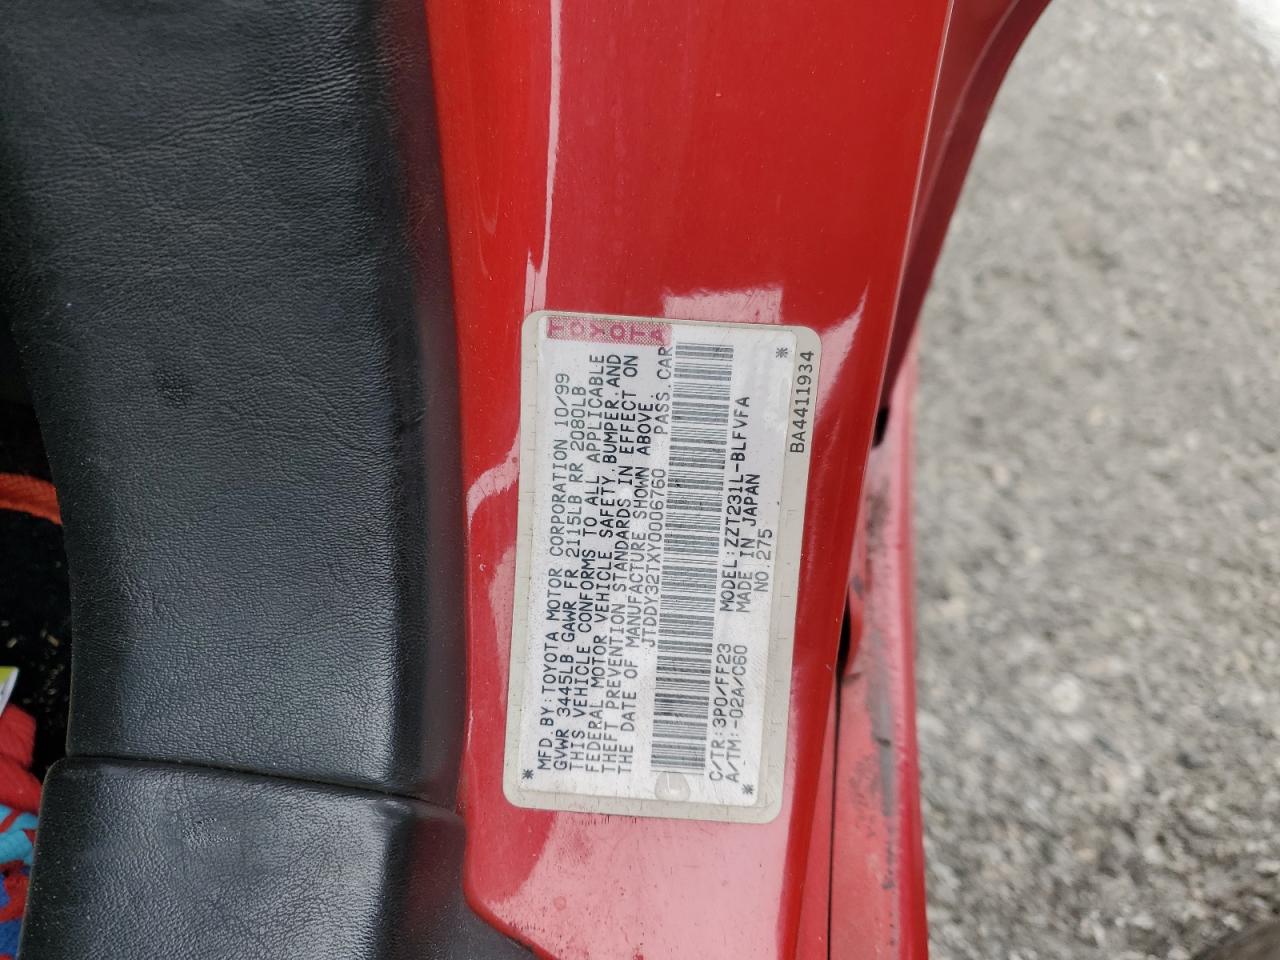 TOYOTA
MFD BY:TOYOTA MOTOR CORPORATION 10/99
GVWR 3445LB GAWR FR 2115LB RR 2080LB
THIS VEHICLE CONFORMS TO ALL APPLICABLE
FEDERAL MOTOR VEHICLE SAFETY,BUMPER,AND
THEFT PREVENTION STANDARDS IN EFFECT ON
THE DATE OF MANUFACTURE SHOWN ABOVE.
JTDDY32TXY0006760 PASS.CAR
C/TR:3P0/FF23 MODEL:ZZT231L-BLFVFA
A/TM:-02A/C60 MADE IN JAPAN
NO.275
BA4411934